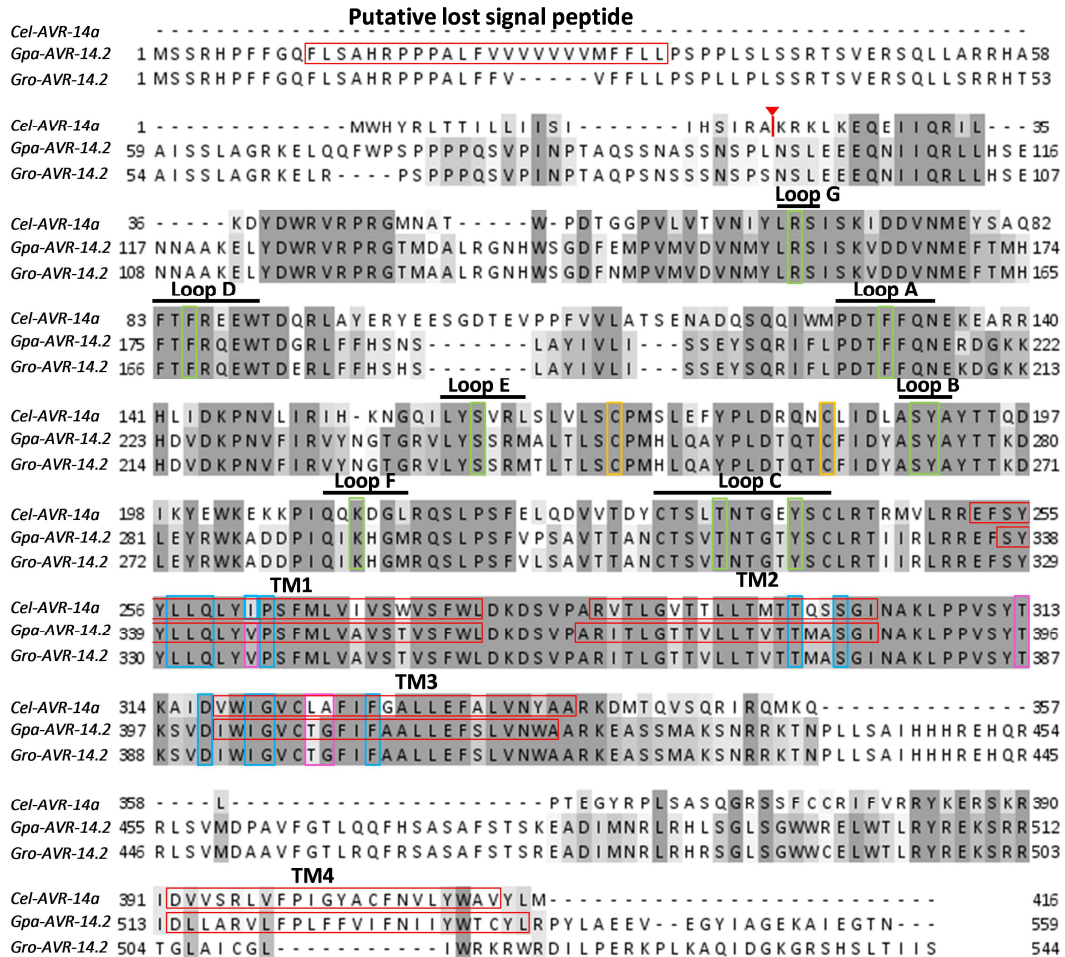 Putative lost signal peptide
Cel-AVR-14a - - - - - - - - - - - - - - - - - - - - - - - - - - - - - - - - - - - - - - - - - - - - - - - - - - - - - - - - - -
Gpa-AVR-14.2 1 MSSRHPFFGQFLSAHRPPPALFVVVVVVVMFFLLPSPPLSLSSRTSVERSQLLARRHA 58
Gro-AVR-14.2 1 MSSRHPFFGQFLSAHRPPPALFFV-----VFFLLPSPLLPLSSRTSVERSQLLSRRHT 53
Cel-AVR-14a 1 -------------MWHYRLTTILLIISI-------IHSIRAKRKLKEQEIIQRIL--- 35
Gpa-AVR-14.2 59 AISSLAGRKELQQFWPSPPPPQSVPINPTAQSSNASSNSPLNSLEEEQNIIQRLLHSE 116
Gro-AVR-14.2 54 AISSLAGRKELR----PSPPPQSVPINPTAQPSNSSSNSPSNSLEEEQNIIQRLLHSE 107
Loop G
Cel-AVR-14a 36 -----KDYDWRVRPRGMNAT-----W-PDTGGPVLVTVNIYLRSISKIDDVNMEYSAQ 82
Gpa-AVR-14.2 117 NNAAKELYDWRVRPRGTMDALRGNHWSGDFEMPVMVDVNMYLRSISKVDDVNMEFTMH 174
Gro-AVR-14.2 108 NNAAKELYDWRVRPRGTMAALRGNHWSGDFNMPVMVDVNMYLRSISKVDDVNMEFTMH 165
Loop D Loop A
Cel-AVR-14a 83 FTFREEWTDQRLAYERYEESGDTEVPPFVVLATSENADQSQQIWMPDTFFQNEKEARR 140
Gpa-AVR-14.2 175 FTFRQEWTDGRLFFHSNS-------LAYIVLI---SSEYSQRIFLPDTFFQNERDGKK 222
Gro-AVR-14.2 166 FTFRQEWTDERLFFHSHS-------LAYIVLI---SSEYSQRIFLPDTFFQNEKDGKK 213
Loop E Loop B
Cel-AVR-14a 141 HLIDKPNVLIRIH-KNGQILYSVRLSLVLSCPMSLEFYPLDRQNCLIDLASYAYTTQD 197
Gpa-AVR-14.2 223 HDVDKPNVFIRVYNGTGRVLYSSRMALTLSCPMHLQAYPLDTQTCFIDYASYAYTTKD 280
Gro-AVR-14.2 214 HDVDKPNVFIRVYNGTGRVLYSSRMTLTLSCPMHLQAYPLDTQTCFIDYASYAYTTKD 271
Loop F Loop C
Cel-AVR-14a 198 IKYEWKEKKPIQQKDGLRQSLPSFELQDVVTDYCTSLTNTGEYSCLRTRMVLRREFSY 255
Gpa-AVR-14.2 281 LEYRWKADDPIQIKHGMRQSLPSFVPSAVTTANCTSVTNTGTYSCLRTIIRLRREFSY 338
Gro-AVR-14.2 272 LEYRWKADDPIQIKHGMRQSLPSFVPSAVTTANCTSVTNTGTYSCLRTIIRLRREFSY 329
TM1 TM2
Cel-AVR-14a 256 YLLQLYIPSFMLVIVSWVSFWLDKDSVPARVTLGVTTLLTMTTQSSGINAKLPPVSYT 313
Gpa-AVR-14.2 339 YLLQLYVPSFMLVAVSTVSFWLDKDSVPARITLGTTVLLTVTTMASGINAKLPPVSYT 396
Gro-AVR-14.2 330 YLLQLYVPSFMLVAVSTVSFWLDKDSVPARITLGTTVLLTVTTMASGINAKLPPVSYT 387
TM3
Cel-AVR-14a 314 KAIDVWIGVCLAFIFGALLEFALVNYAARKDMTQVSQRIRQMKQ-------------- 357
Gpa-AVR-14.2 397 KSVDIWIGVCTGFIFAALLEFSLVNWAARKEASSMAKSNRRKTNPLLSAIHHHREHQR 454
Gro-AVR-14.2 388 KSVDIWIGVCTGFIFAALLEFSLVNWAARKEASSMAKSNRRKTNPLLSAIHHHREHQR 445
Cel-AVR-14a 358 ----L---------------------PTEGYRPLSASQGRSSFCCRIFVRRYKERSKR 390
Gpa-AVR-14.2 455 RLSVMDPAVFGTLQQFHSASAFSTSKEADIMNRLRHLSGLSGWWRELWTLRYREKSRR 512
Gro-AVR-14.2 446 RLSVMDAAVFGTLRQFRSASAFSTSREADIMNRLRHRSGLSGWWCELWTLRYREKSRR 503
TM4
Cel-AVR-14a 391 IDVVSRLVFPIGYACFNVLYWAVYLM-------------------------- 416
Gpa-AVR-14.2 513 IDLLARVLFPLFFVIFNIIYWTCYLRPYLAEEV--EGYIAGEKAIEGTN--- 559
Gro-AVR-14.2 504 TGLAICGL------------IWRKRWRDILPERKPLKAQIDGKGRSHSLTIIS 544